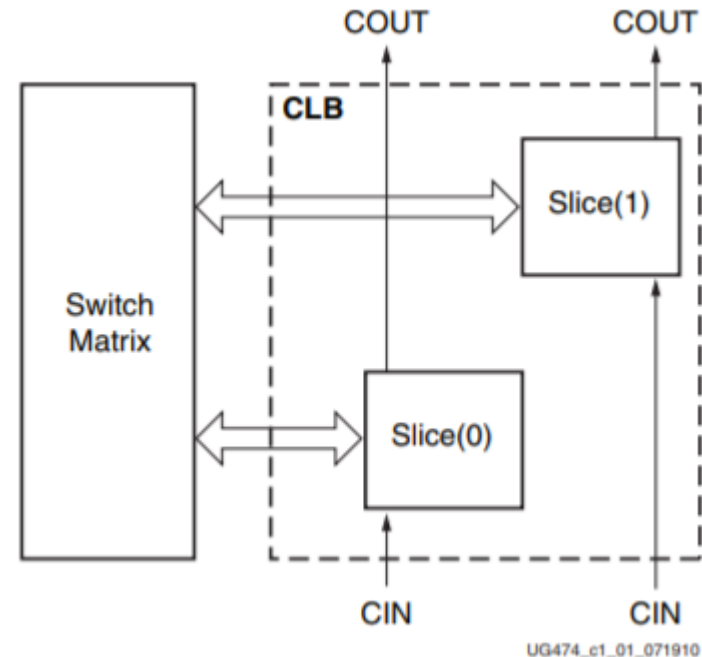 COUT
COUT
CLB
Slice(1)
Switch
Matrix
Slice(0)
CIN
CIN
UG474_c1_01_071910